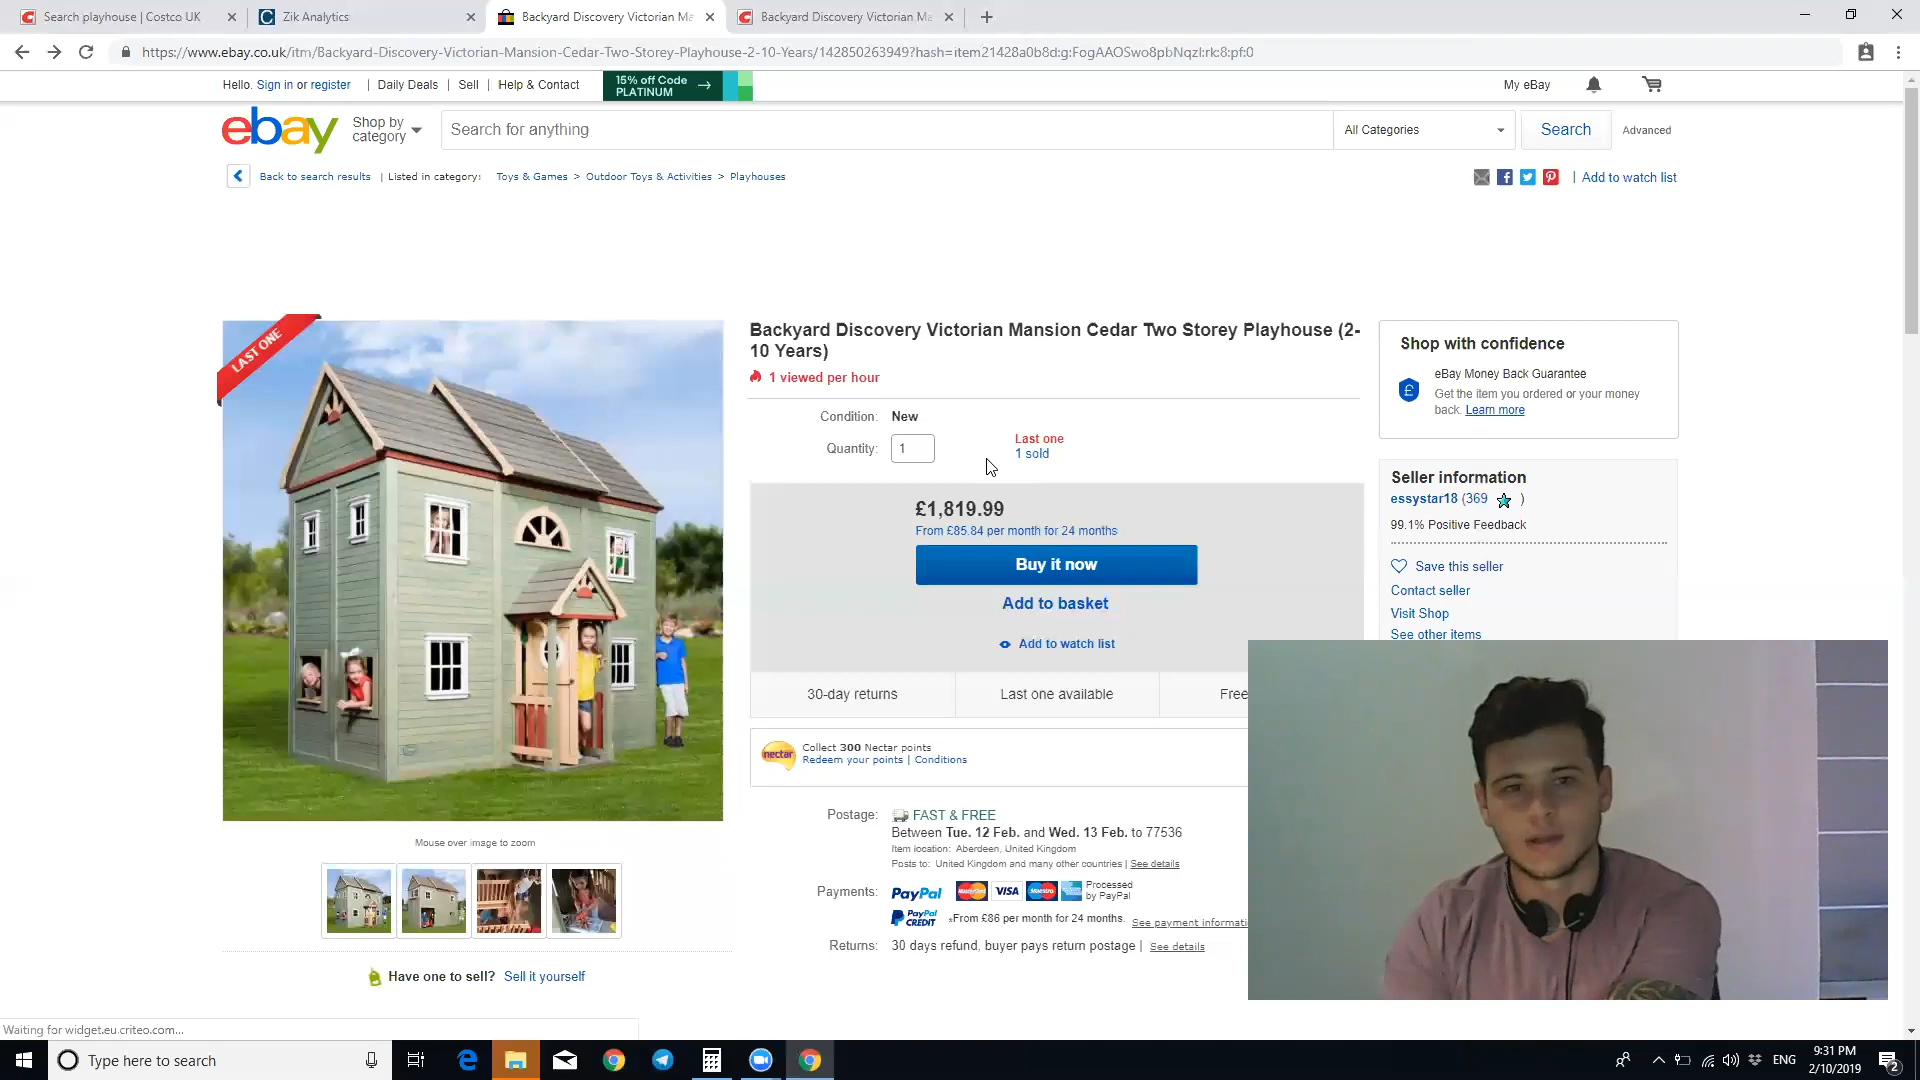 Search playhouse | Costco UK
Zik Analytics
Backyard Discovery Victorian Ma
Backyard Discovery Victorian M
https://www.ebay.co.uk/itm/Backyard-Discovery-Victorian-Mansion-Cedar-Two-Storey-Playhouse-2-10-Years/142850263949?hash=item21428a0b8d:g:FogAAOSwo8pbNqzI:rk:8:pf:0
Hello. Sign in or register | Daily Deals | Sell | Help & Contact
15% off Code
PLATINUM
My eBay
ebay
Shop by
category
Search for anything
All Categories
Search
Advanced
Back to search results | Listed in category: Toys & Games > Outdoor Toys & Activities > Playhouses
| Add to watch list
LAST ONE
Backyard Discovery Victorian Mansion Cedar Two Storey Playhouse (2-
10 Years)
1 viewed per hour
Condition: New
Quantity: 1
Last one
1 sold
£1,819.99
From £85.84 per month for 24 months
Buy it now
Add to basket
Add to watch list
30-day returns
Last one available
Free
Shop with confidence
eBay Money Back Guarantee
Get the item you ordered or your money
back. Learn more
Seller information
essystar18 (369 )
99.1% Positive Feedback
Save this seller
Contact seller
Visit Shop
See other items
nectar
Collect 300 Nectar points
Redeem your points | Conditions
Postage: FAST & FREE
Between Tue. 12 Feb. and Wed. 13 Feb. to 77536
Item location: Aberdeen, United Kingdom
Posts to: United Kingdom and many other countries | See details
Payments: PayPal MasterCard VISA Maestro Processed
by PayPal
PayPal
CREDIT
*From £86 per month for 24 months. See payment informati
Returns: 30 days refund, buyer pays return postage | See details
Mouse over image to zoom
Have one to sell? Sell it yourself
Waiting for widget.eu.criteo.com...
Type here to search
ENG
9:31 PM
2/10/2019
2